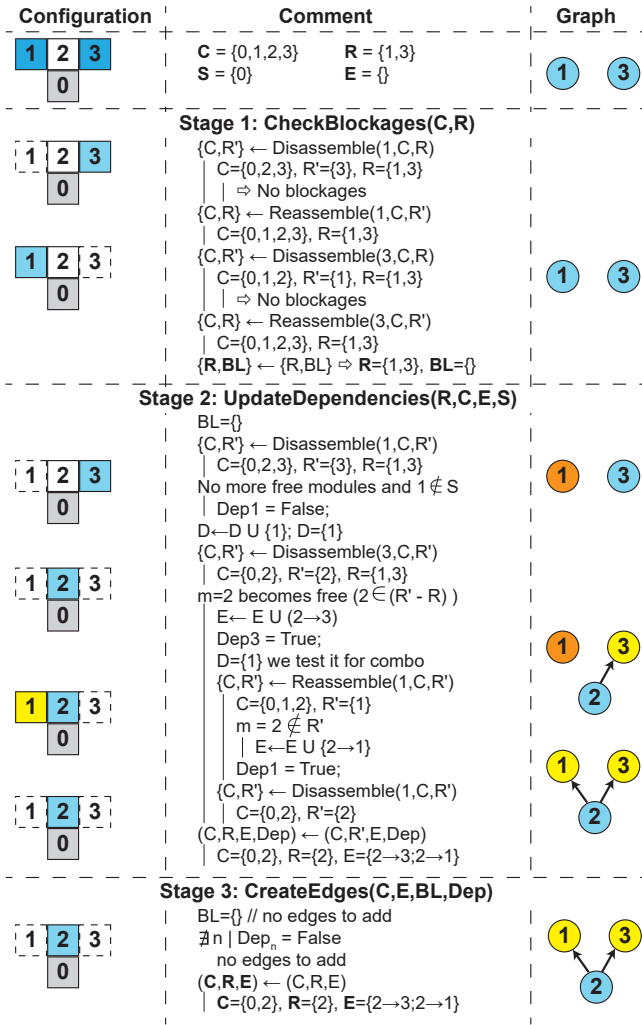 Configuration Comment Graph
1 2 3
0
C = {0,1,2,3} R = {1,3}
S = {0} E = {}
1 3
Stage 1: CheckBlockages(C,R)
1 2 3
0
{C,R'} ← Disassemble(1,C,R)
C={0,2,3}, R'={3}, R={1,3}
⇨ No blockages
{C,R} ← Reassemble(1,C,R')
C={0,1,2,3}, R={1,3}
1 2 3
0
{C,R'} ← Disassemble(3,C,R)
C={0,1,2}, R'={1}, R={1,3}
⇨ No blockages
{C,R} ← Reassemble(3,C,R')
C={0,1,2,3}, R={1,3}
{R,BL} ← {R,BL} ⇨ R={1,3}, BL={}
1 3
Stage 2: UpdateDependencies(R,C,E,S)
BL={}
{C,R'} ← Disassemble(1,C,R')
C={0,2,3}, R'={3}, R={1,3}
1 2 3
0
No more free modules and 1∉S
Dep1 = False;
D←D U {1}; D={1}
1 3
{C,R'} ← Disassemble(3,C,R')
C={0,2}, R'={2}, R={1,3}
1 2 3
0
m=2 becomes free (2∈(R' - R) )
E← E U (2→3)
Dep3 = True;
D={1} we test it for combo
1 3
2
{C,R'} ← Reassemble(1,C,R')
C={0,1,2}, R'={1}
1 2 3
0
m = 2 ∉ R'
E←E U {2→1}
Dep1 = True;
1 3
2
{C,R'} ← Disassemble(1,C,R')
C={0,2}, R'={2}
1 2 3
0
(C,R,E,Dep) ← (C,R',E,Dep)
C={0,2}, R={2}, E={2→3;2→1}
Stage 3: CreateEdges(C,E,BL,Dep)
1 2 3
0
BL={} // no edges to add
∄n | Depn = False
no edges to add
(C,R,E) ← (C,R,E)
C={0,2}, R={2}, E={2→3;2→1}
1 3
2